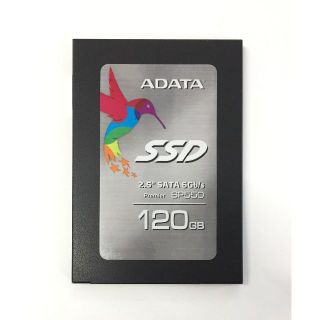 ADATA
SSD
2.5" SATA 6Gb/s
Premier SP550
120GB